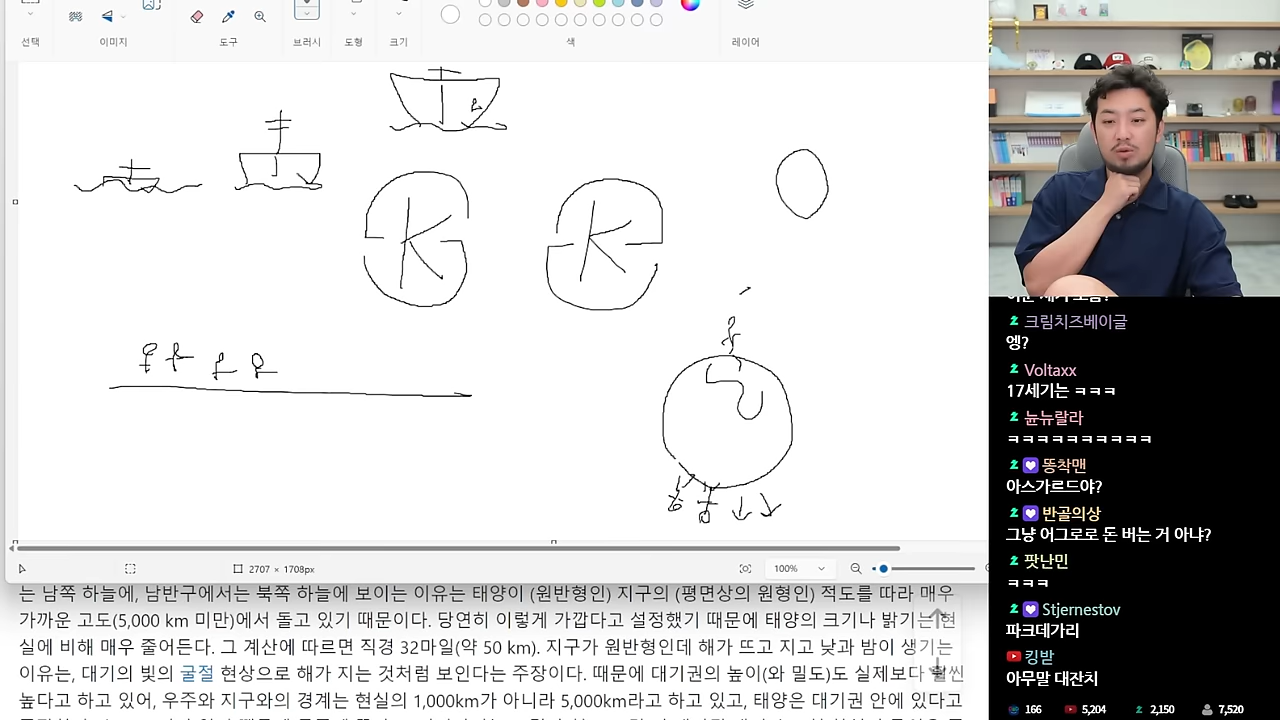 선택
이미지
도구
브러시
도형
크기
색
레이어
K
K
2707 × 1708px
100%
크림치즈베이글
엥?
Voltaxx
17세기는 ㅋㅋㅋ
뉸뉴랄라
ㅋㅋㅋㅋㅋㅋㅋㅋㅋㅋ
똥착맨
아스가르드야?
반골의상
그냥 어그로로 돈 버는 거 아냐?
팟난민
ㅋㅋㅋ
Stjernestov
파크데가리
킹받
아무말 대잔치
166 5,204 2,150 7,520
는 남쪽 하늘에, 남반구에서는 북쪽 하늘에 보이는 이유는 태양이 (원반형인) 지구의 (평면상의 원형인) 적도를 따라 매우
가까운 고도(5,000 km 미만)에서 돌고 있기 때문이다. 당연히 이렇게 가깝다고 설정했기 때문에 태양의 크기나 밝기는 현
실에 비해 매우 줄어든다. 그 계산에 따르면 직경 32마일(약 50 km). 지구가 원반형인데 해가 뜨고 지고 낮과 밤이 생기는
이유는, 대기의 빛의 굴절 현상으로 해가 지는 것처럼 보인다는 주장이다. 때문에 대기권의 높이(와 밀도)도 실제보다 훨씬
높다고 하고 있어, 우주와 지구와의 경계는 현실의 1,000km가 아니라 5,000km라고 하고 있고, 태양은 대기권 안에 있다고